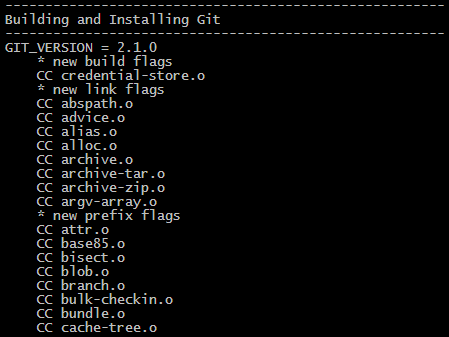 ------------------------------------------------------
Building and Installing Git
------------------------------------------------------
GIT_VERSION = 2.1.0
    * new build flags
    CC credential-store.o
    * new link flags
    CC abspath.o
    CC advice.o
    CC alias.o
    CC alloc.o
    CC archive.o
    CC archive-tar.o
    CC archive-zip.o
    CC argv-array.o
    * new prefix flags
    CC attr.o
    CC base85.o
    CC bisect.o
    CC blob.o
    CC branch.o
    CC bulk-checkin.o
    CC bundle.o
    CC cache-tree.o